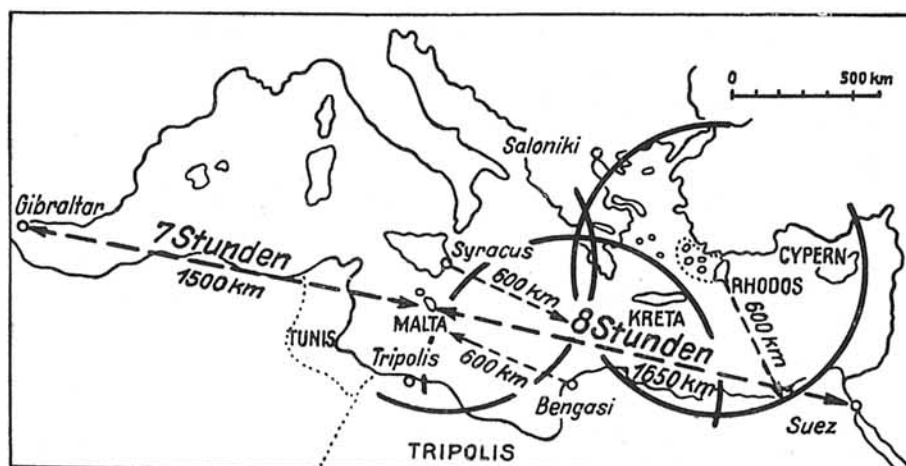 0 500 km
Saloniki
Gibraltar
7 Stunden
1500 km
Syracus
600 km
CYPERN
RHODOS
600 km
MALTA
8 Stunden
KRETA
1650 km
TUNIS
Tripolis
600 km
Bengasi
Suez
TRIPOLIS